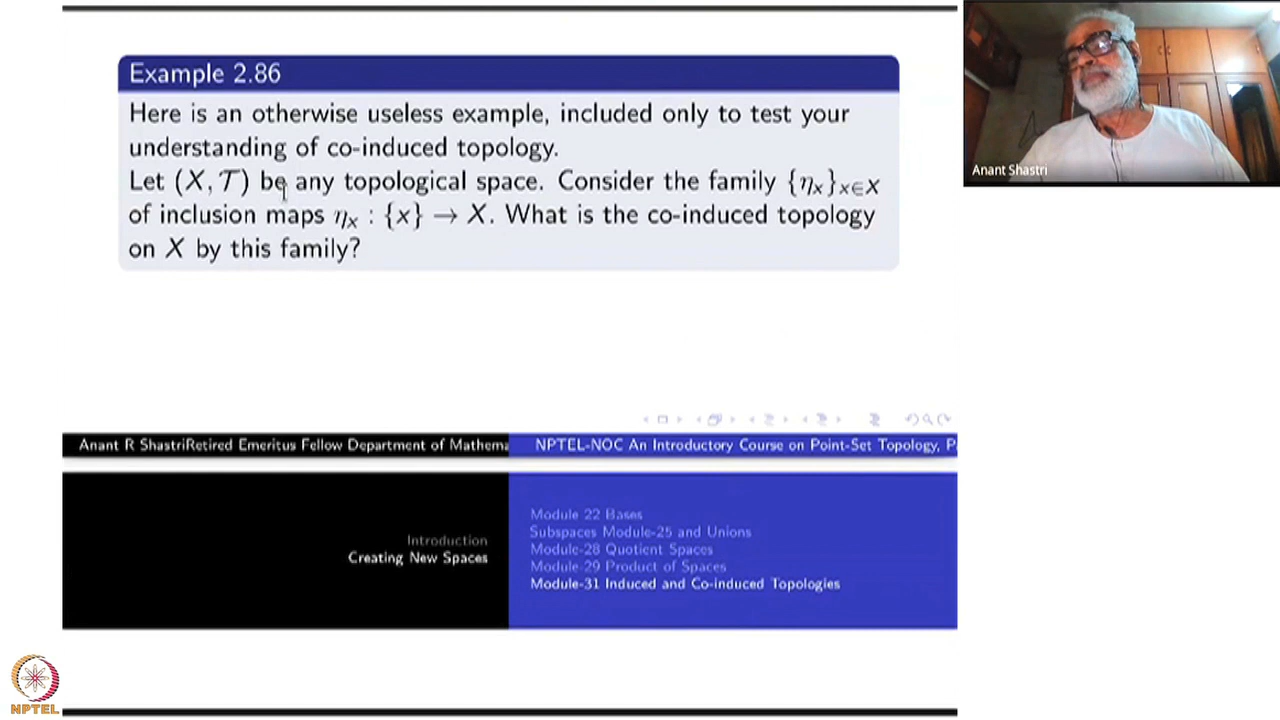 Example 2.86
Here is an otherwise useless example, included only to test your
understanding of co-induced topology.
Let (X, 𝒯) be any topological space. Consider the family {ηₓ}ₓ∈X
of inclusion maps ηₓ : {x} → X. What is the co-induced topology
on X by this family?
Anant Shastri
Anant R ShastriRetired Emeritus Fellow Department of Mathema
NPTEL-NOC An Introductory Course on Point-Set Topology, P
Introduction
Creating New Spaces
Module 22 Bases
Subspaces Module-25 and Unions
Module-28 Quotient Spaces
Module-29 Product of Spaces
Module-31 Induced and Co-induced Topologies
NPTEL